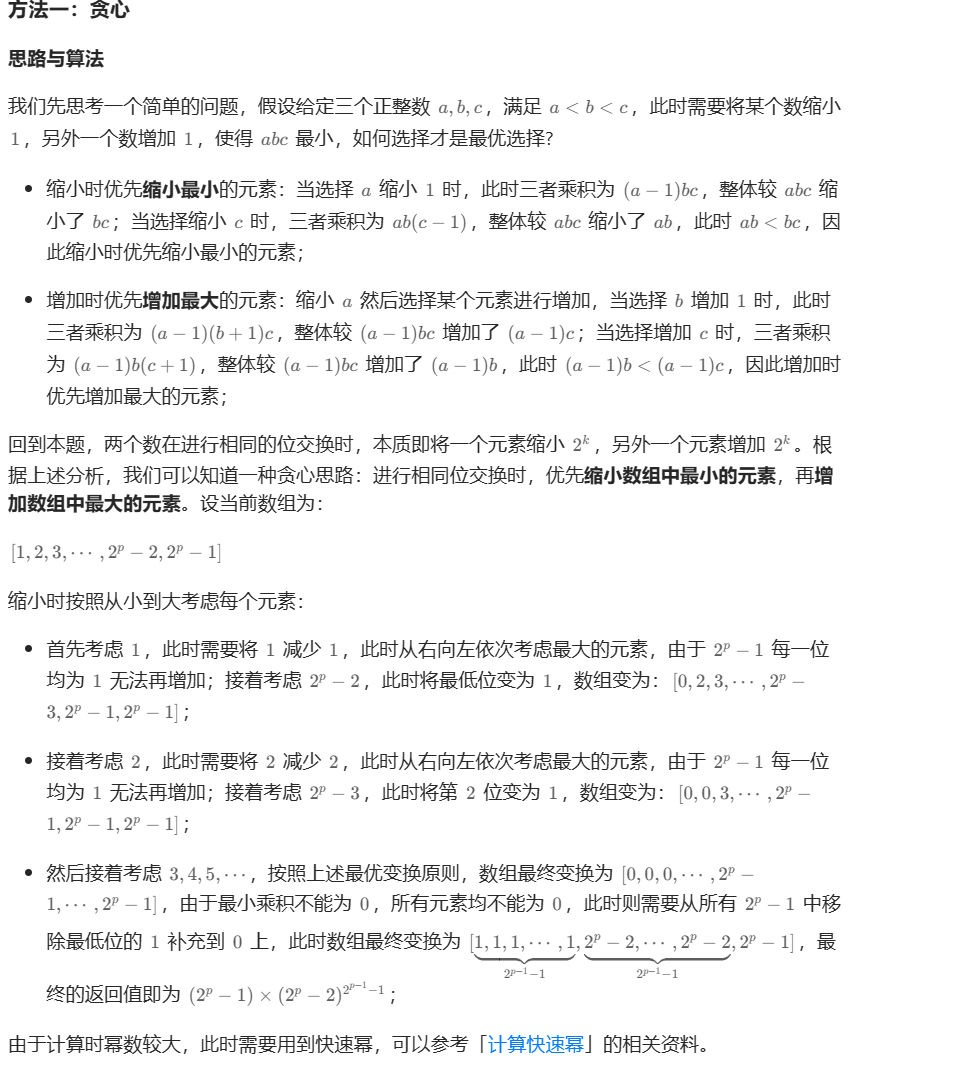 方法一：贪心
思路与算法
我们先思考一个简单的问题，假设给定三个正整数 a, b, c，满足 a < b < c，此时需要将某个数缩小
1，另外一个数增加 1，使得 abc 最小，如何选择才是最优选择？
• 缩小时优先缩小最小的元素：当选择 a 缩小 1 时，此时三者乘积为 (a − 1)bc，整体较 abc 缩
小了 bc；当选择缩小 c 时，三者乘积为 ab(c − 1)，整体较 abc 缩小了 ab，此时 ab < bc，因
此缩小时优先缩小最小的元素；
• 增加时优先增加最大的元素：缩小 a 然后选择某个元素进行增加，当选择 b 增加 1 时，此时
三者乘积为 (a − 1)(b + 1)c，整体较 (a − 1)bc 增加了 (a − 1)c；当选择增加 c 时，三者乘积
为 (a − 1)b(c + 1)，整体较 (a − 1)bc 增加了 (a − 1)b，此时 (a − 1)b < (a − 1)c，因此增加时
优先增加最大的元素；
回到本题，两个数在进行相同的位交换时，本质即将一个元素缩小 2^k，另外一个元素增加 2^k。根
据上述分析，我们可以知道一种贪心思路：进行相同位交换时，优先缩小数组中最小的元素，再增
加数组中最大的元素。设当前数组为：
[1, 2, 3, ⋯ , 2^p − 2, 2^p − 1]
缩小时按照从小到大考虑每个元素：
• 首先考虑 1，此时需要将 1 减少 1，此时从右向左依次考虑最大的元素，由于 2^p − 1 每一位
均为 1 无法再增加；接着考虑 2^p − 2，此时将最低位变为 1，数组变为：[0, 2, 3, ⋯ , 2^p −
3, 2^p − 1, 2^p − 1]；
• 接着考虑 2，此时需要将 2 减少 2，此时从右向左依次考虑最大的元素，由于 2^p − 1 每一位
均为 1 无法再增加；接着考虑 2^p − 3，此时将第 2 位变为 1，数组变为：[0, 0, 3, ⋯ , 2^p −
1, 2^p − 1, 2^p − 1]；
• 然后接着考虑 3, 4, 5, ⋯，按照上述最优变换原则，数组最终变换为 [0, 0, 0, ⋯ , 2^p −
1, ⋯ , 2^p − 1]，由于最小乘积不能为 0，所有元素均不能为 0，此时则需要从所有 2^p − 1 中移
除最低位的 1 补充到 0 上，此时数组最终变换为 [1, 1, 1, ⋯ , 1, 2^p − 2, ⋯ , 2^p − 2, 2^p − 1]，最
2^{p−1}−1 2^{p−1}−1
终的返回值即为 (2^p − 1) × (2^p − 2)^{2^{p−1}−1}；
由于计算时幂数较大，此时需要用到快速幂，可以参考「计算快速幂」的相关资料。